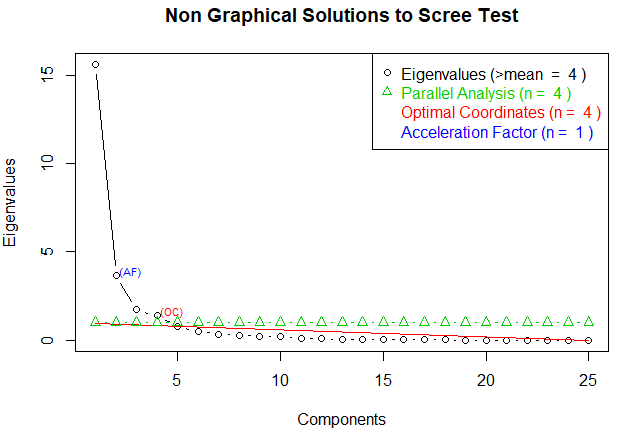 Non Graphical Solutions to Scree Test
Eigenvalues (>mean  =  4 )
Parallel Analysis (n =  4 )
Optimal Coordinates (n =  4 )
Acceleration Factor (n =  1 )
Eigenvalues
15
10
5
0
(AF)
(OC)
5
10
15
20
25
Components